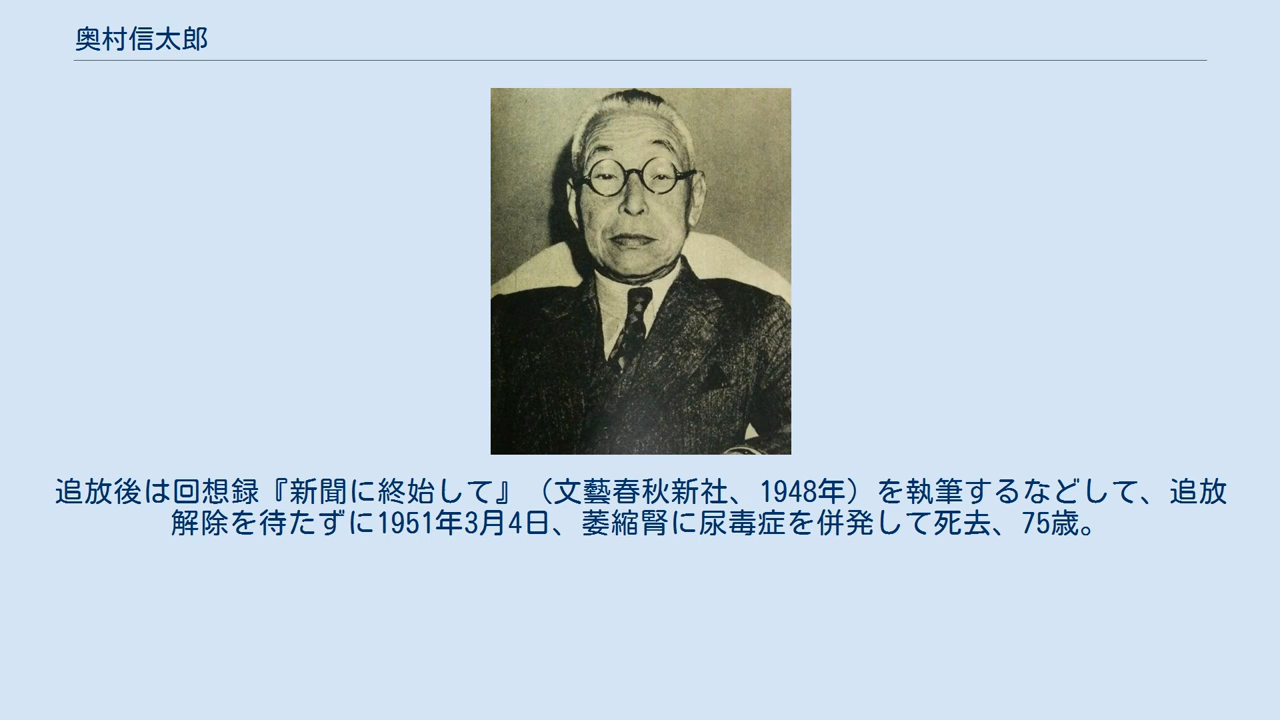 奥村信太郎
追放後は回想録『新聞に終始して』（文藝春秋新社、1948年）を執筆するなどして、追放
解除を待たずに1951年3月4日、萎縮腎に尿毒症を併発して死去、75歳。